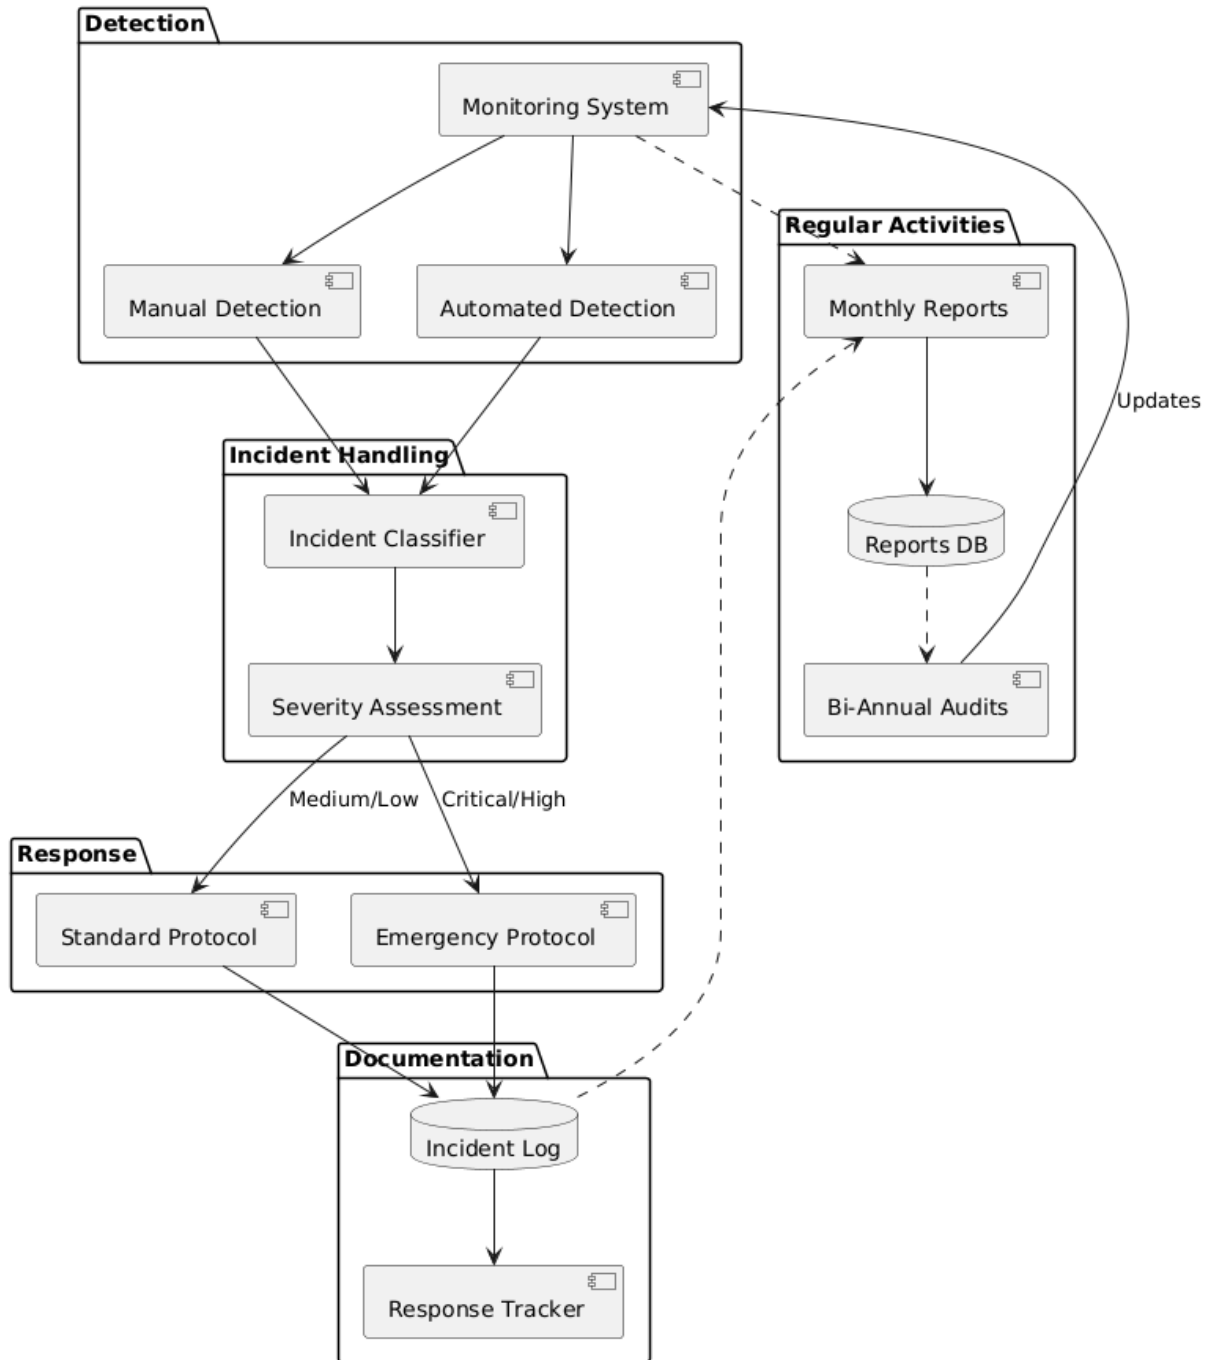 Detection
Monitoring System
Regular Activities
Manual Detection
Automated Detection
Monthly Reports
Updates
Incident Handling
Incident Classifier
Reports DB
Severity Assessment
Bi-Annual Audits
Medium/Low
Critical/High
Response
Standard Protocol
Emergency Protocol
Documentation
Incident Log
Response Tracker